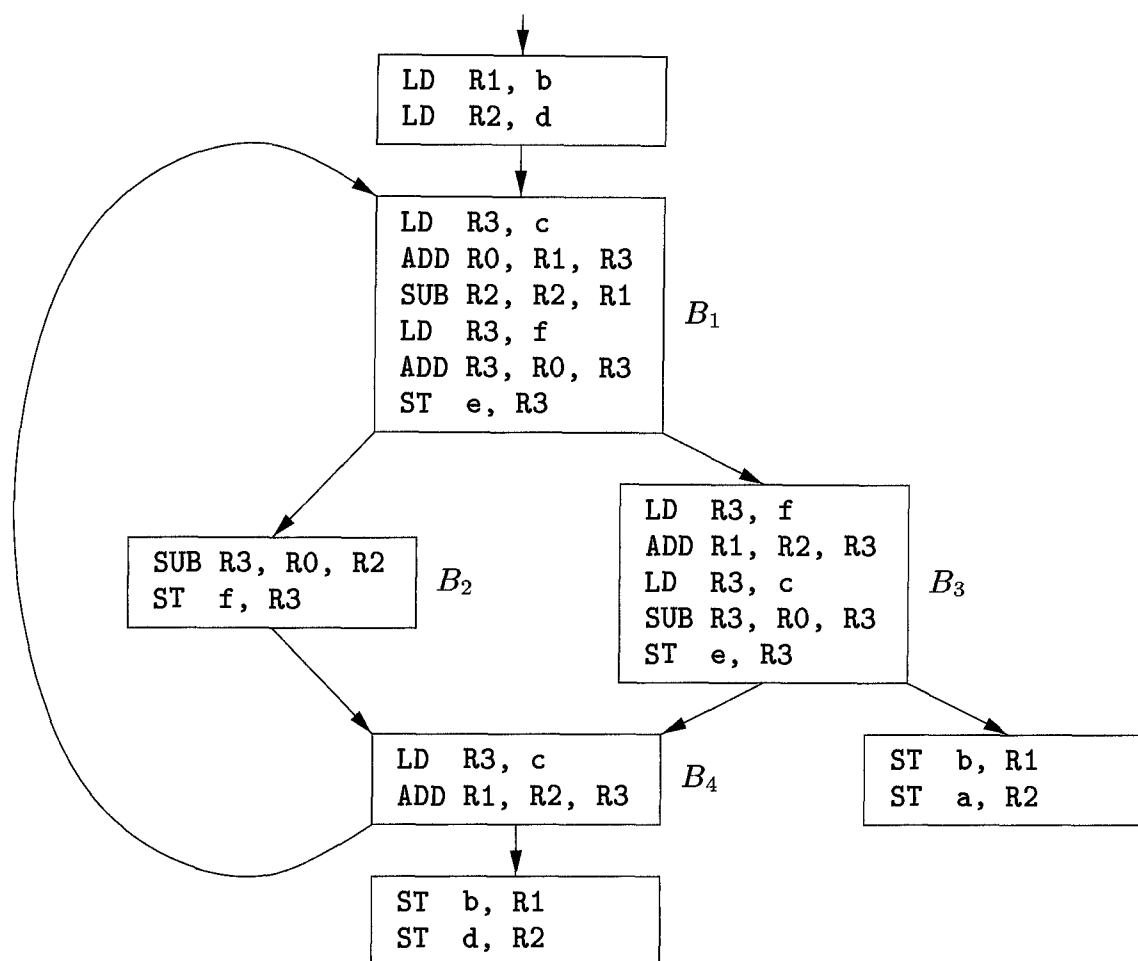 LD R1, b
LD R2, d
LD R3, c
ADD R0, R1, R3
SUB R2, R2, R1
LD R3, f
ADD R3, R0, R3
ST e, R3
B1
SUB R3, R0, R2
ST f, R3
B2
LD R3, f
ADD R1, R2, R3
LD R3, c
SUB R3, R0, R3
ST e, R3
B3
LD R3, c
ADD R1, R2, R3
B4
ST b, R1
ST a, R2
ST b, R1
ST d, R2